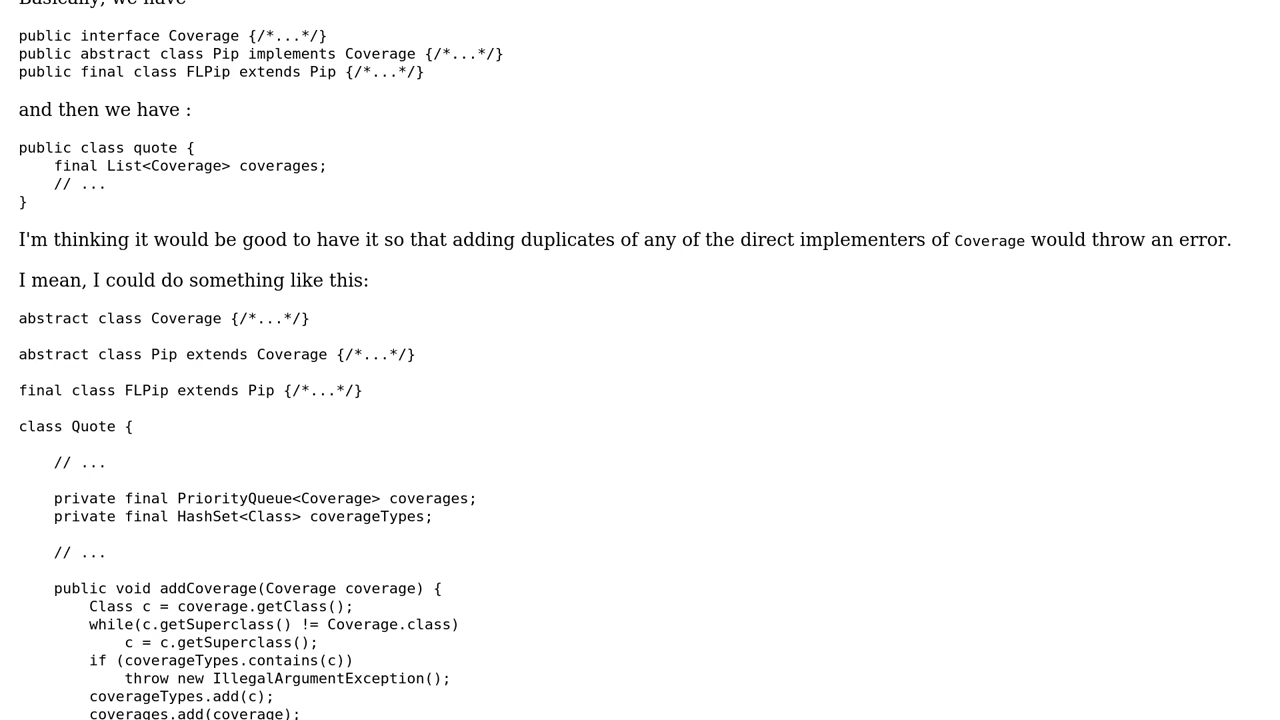 Basically, we have
public interface Coverage {/*...*/}
public abstract class Pip implements Coverage {/*...*/}
public final class FLPip extends Pip {/*...*/}
and then we have :
public class quote {
    final List<Coverage> coverages;
    // ...
}
I'm thinking it would be good to have it so that adding duplicates of any of the direct implementers of Coverage would throw an error.
I mean, I could do something like this:
abstract class Coverage {/*...*/}
abstract class Pip extends Coverage {/*...*/}
final class FLPip extends Pip {/*...*/}
class Quote {
    // ...
    private final PriorityQueue<Coverage> coverages;
    private final HashSet<Class> coverageTypes;
    // ...
    public void addCoverage(Coverage coverage) {
        Class c = coverage.getClass();
        while(c.getSuperclass() != Coverage.class)
            c = c.getSuperclass();
        if (coverageTypes.contains(c))
            throw new IllegalArgumentException();
        coverageTypes.add(c);
        coverages.add(coverage);